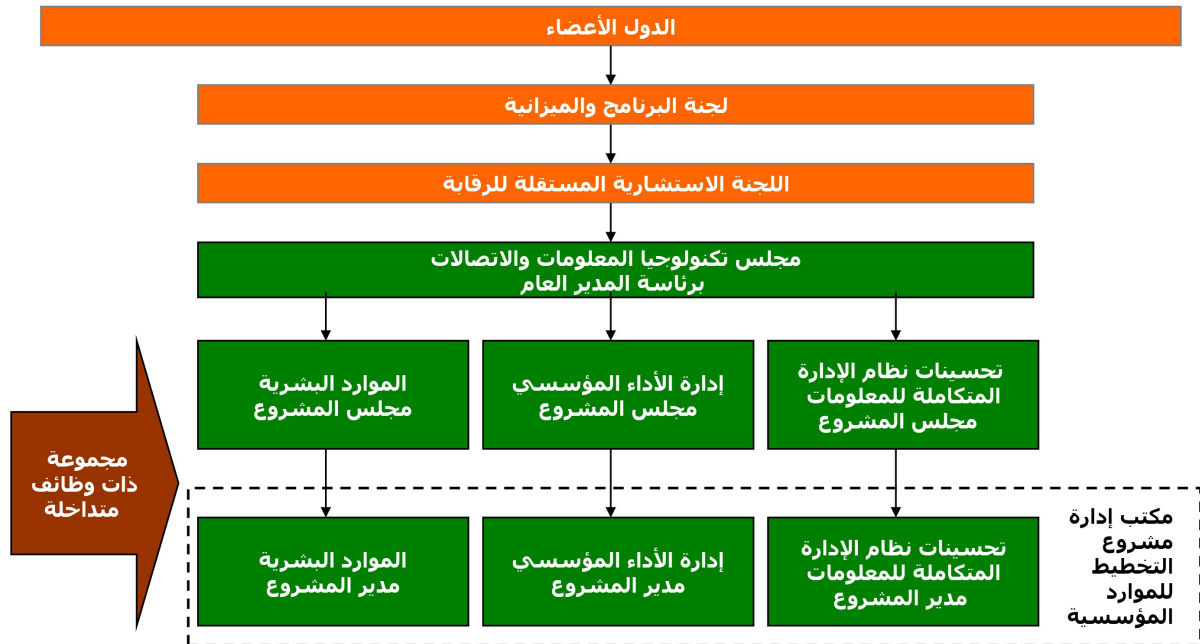 الدول الأعضاء
لجنة البرنامج والميزانية
اللجنة الاستشارية المستقلة للرقابة
مجلس تكنولوجيا المعلومات والاتصالات
برئاسة المدير العام
تحسينات نظام الإدارة
المتكاملة للمعلومات
مجلس المشروع
إدارة الأداء المؤسسي
مجلس المشروع
الموارد البشرية
مجلس المشروع
مجموعة
ذات وظائف
متداخلة
مكتب إدارة
مشروع
التخطيط
للموارد
المؤسسية
تحسينات نظام الإدارة
المتكاملة للمعلومات
مدير المشروع
إدارة الأداء المؤسسي
مدير المشروع
الموارد البشرية
مدير المشروع